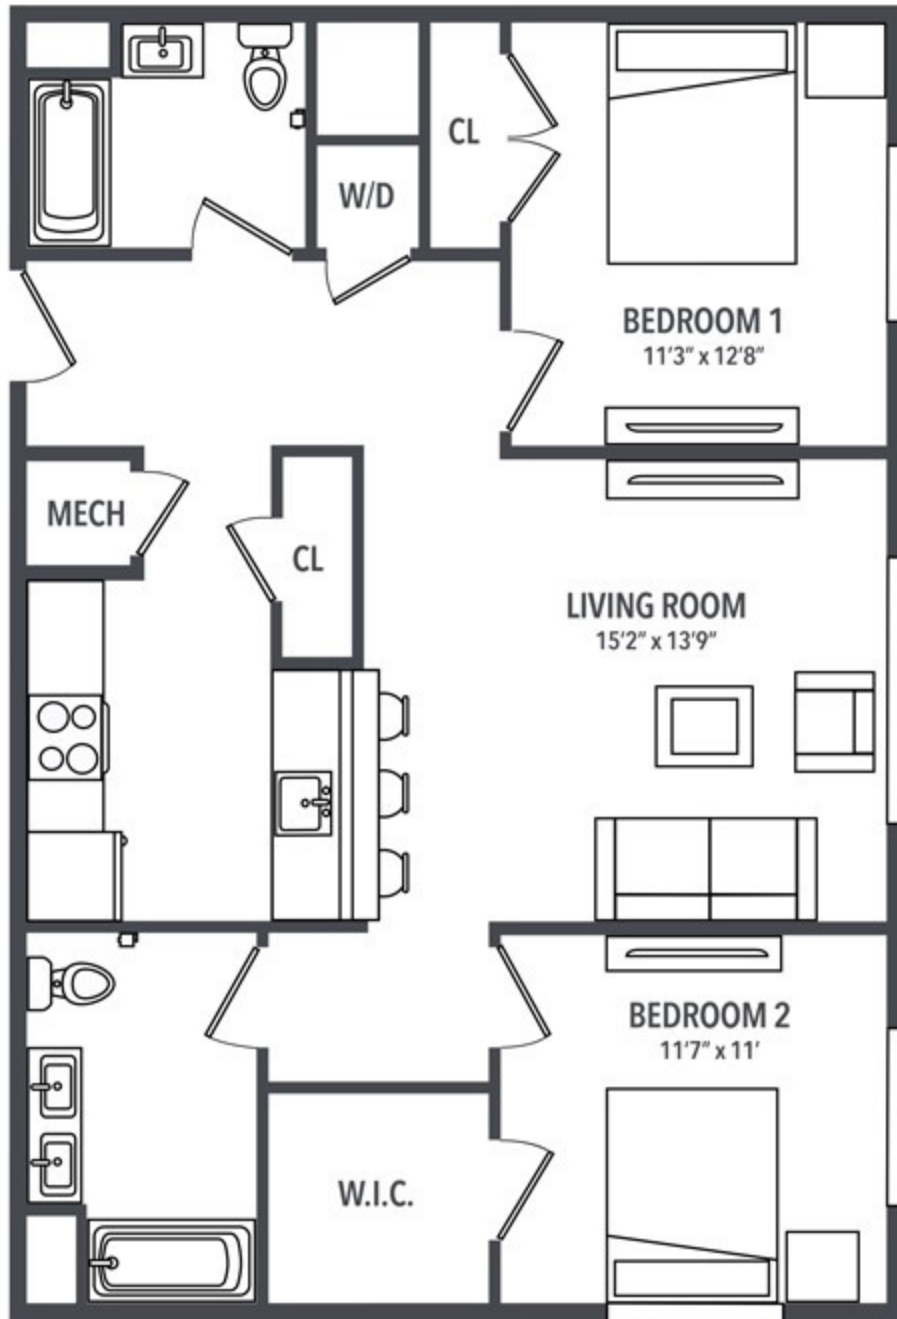 CL
W/D
BEDROOM 1
11'3" x 12'8"
MECH
CL
LIVING ROOM
15'2" x 13'9"
BEDROOM 2
11'7" x 11'
W.I.C.